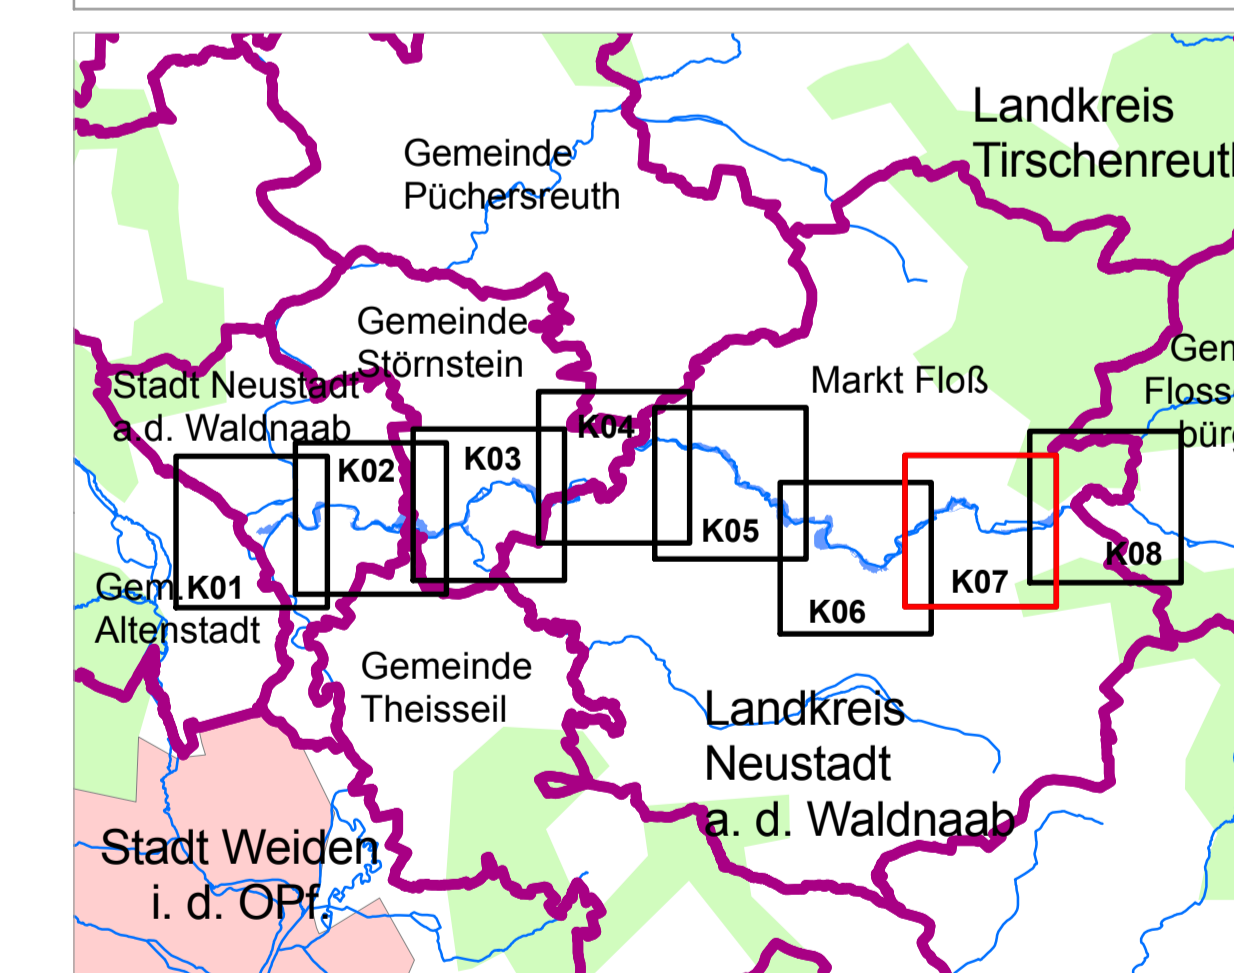 Landkreis
Gemeinde
Püchersreuth
Gemeinde
Störnstein
Stadt Neustadt
a.d. Waldnaab
Markt Floß
K04
K03
K02
K05
K08
K07
K01
Gem.
Altenstadt
K06
Gemeinde
Theisseil
Landkreis
Neustadt
a. d. Waldnaab
Stadt Weiden
i. d. OPf.